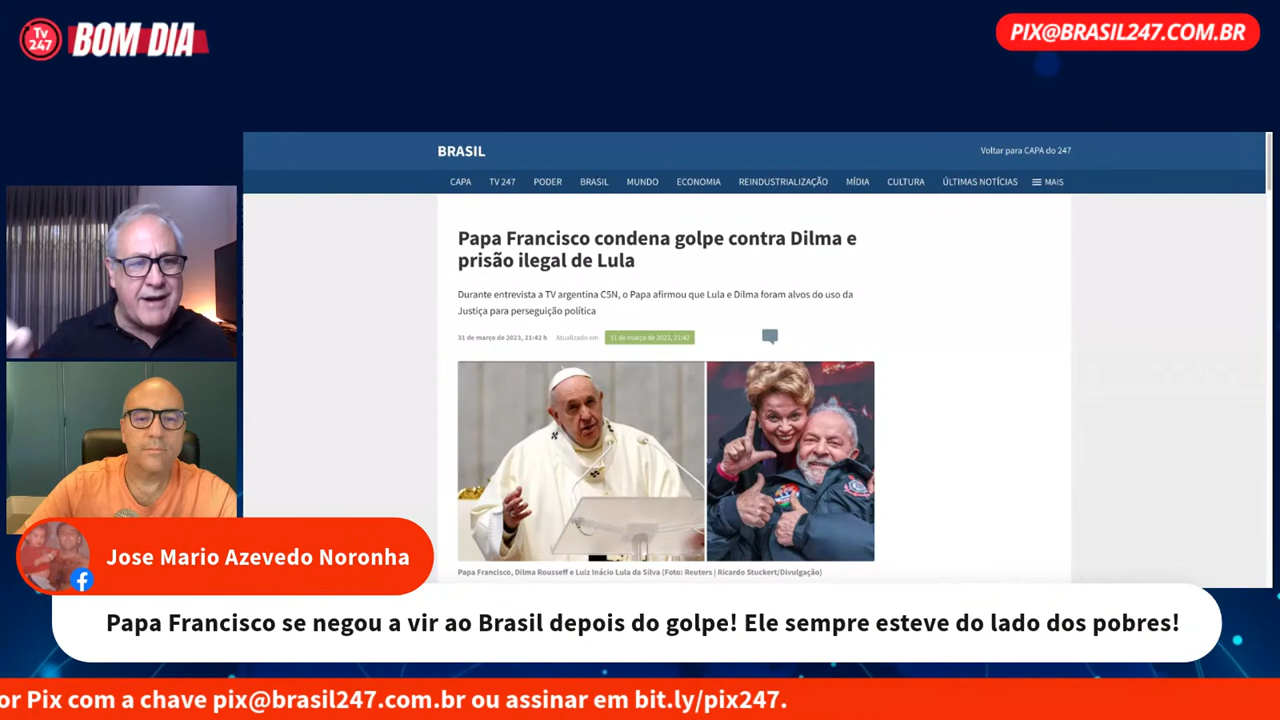 Tv 247
BOM DIA
PIX@BRASIL247.COM.BR
BRASIL
Voltar para CAPA do 247
CAPA TV 247 PODER BRASIL MUNDO ECONOMIA REINDUSTRIALIZAÇÃO MÍDIA CULTURA ÚLTIMAS NOTÍCIAS MAIS
Papa Francisco condena golpe contra Dilma e
prisão ilegal de Lula
Durante entrevista a TV argentina C5N, o Papa afirmou que Lula e Dilma foram alvos do uso da
Justiça para perseguição política
31 de março de 2023, 21:42 h Atualizado em 31 de março de 2023, 21:42
Papa Francisco, Dilma Rousseff e Luiz Inácio Lula da Silva (Foto: Reuters | Ricardo Stuckert/Divulgação)
Jose Mario Azevedo Noronha
Papa Francisco se negou a vir ao Brasil depois do golpe! Ele sempre esteve do lado dos pobres!
or Pix com a chave pix@brasil247.com.br ou assinar em bit.ly/pix247.